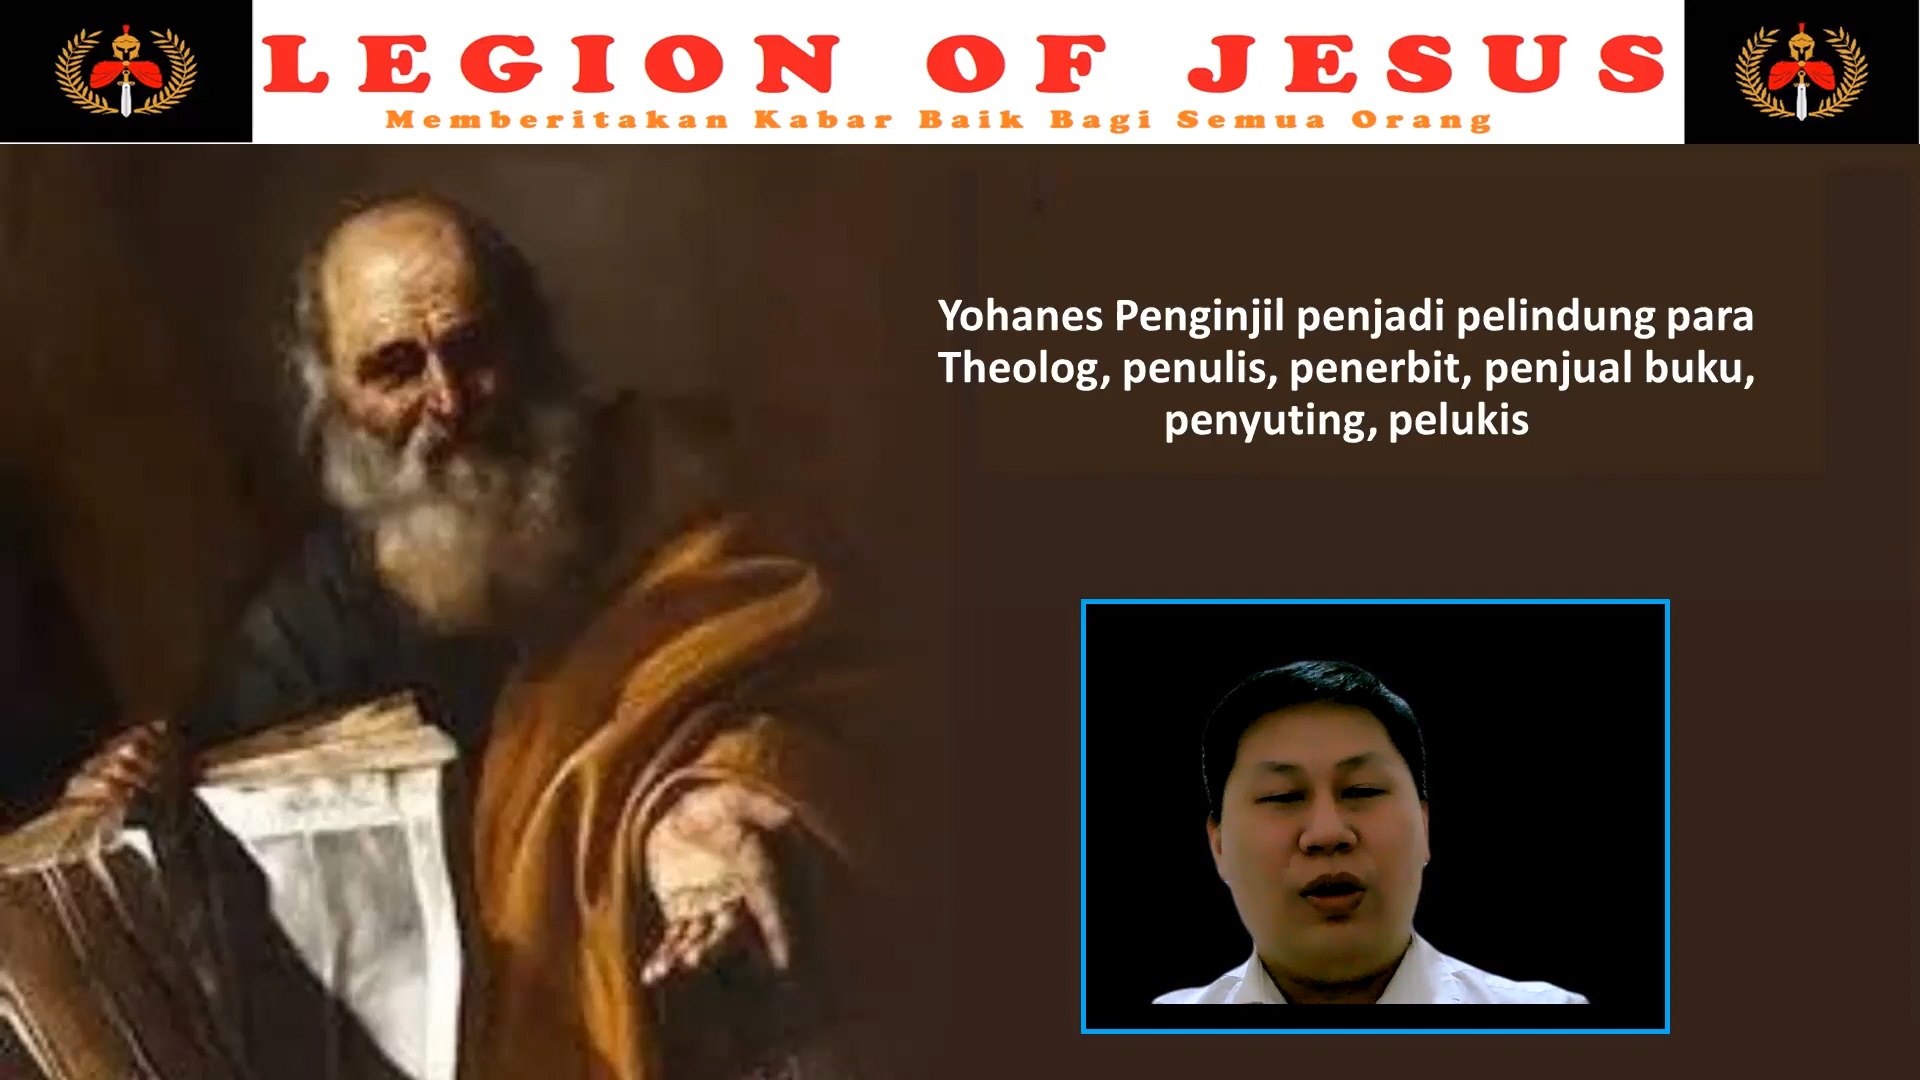 LEGION OF JESUS
Memberitakan Kabar Baik Bagi Semua Orang
Yohanes Penginjil penjadi pelindung para
Theolog, penulis, penerbit, penjual buku,
penyuting, pelukis